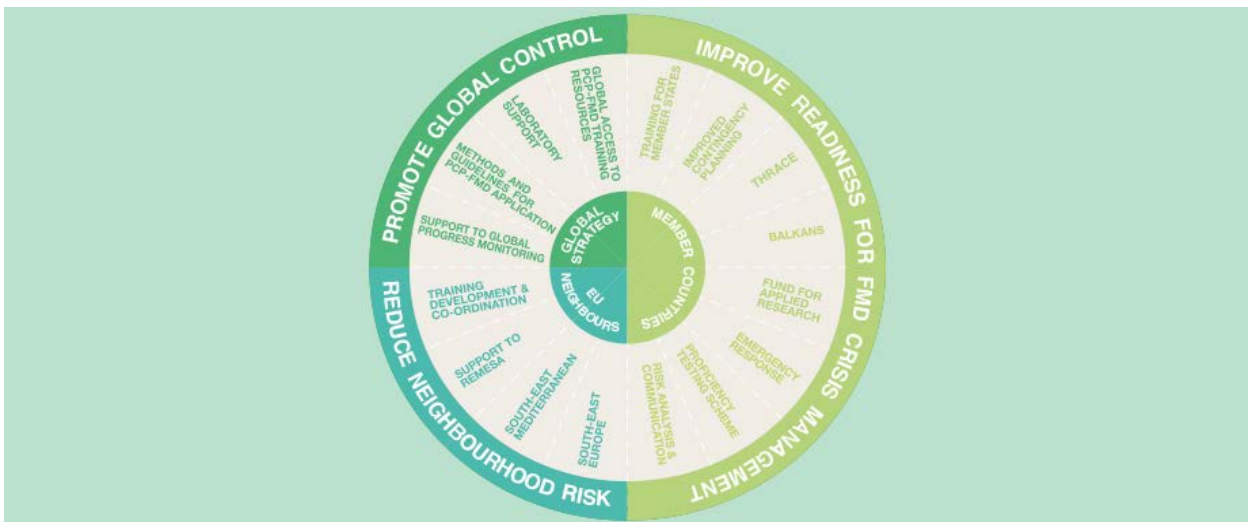 PROMOTE GLOBAL CONTROL
IMPROVE READINESS FOR FMD CRISIS MANAGEMENT
REDUCE NEIGHBOURHOOD RISK
GLOBAL
STRATEGY
MEMBER COUNTRIES
EU
NEIGHBOURS
GLOBAL ACCESS TO
PCP-FMD TRAINING
RESOURCES
LABORATORY
SUPPORT
METHODS AND
GUIDELINES FOR
PCP-FMD APPLICATION
SUPPORT TO GLOBAL
PROGRESS MONITORING
TRAINING FOR
MEMBER STATES
IMPROVED
CONTINGENCY
PLANNING
THRACE
BALKANS
FUND FOR
APPLIED
RESEARCH
EMERGENCY
RESPONSE
PROFICIENCY
TESTING SCHEME
RISK ANALYSIS &
COMMUNICATION
TRAINING
DEVELOPMENT &
CO-ORDINATION
SUPPORT TO
REMESA
SOUTH-EAST
MEDITERRANEAN
SOUTH-EAST
EUROPE